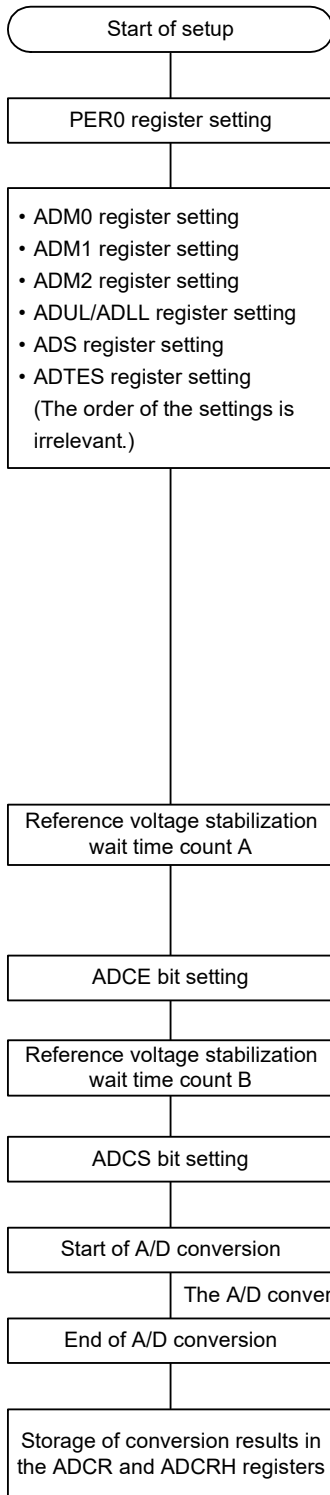 Start of setup
PER0 register setting
• ADM0 register setting
• ADM1 register setting
• ADM2 register setting
• ADUL/ADLL register setting
• ADS register setting
• ADTES register setting
(The order of the settings is
irrelevant.)
Reference voltage stabilization
wait time count A
ADCE bit setting
Reference voltage stabilization
wait time count B
ADCS bit setting
Start of A/D conversion
The A/D conver
End of A/D conversion
Storage of conversion results in
the ADCR and ADCRH registers